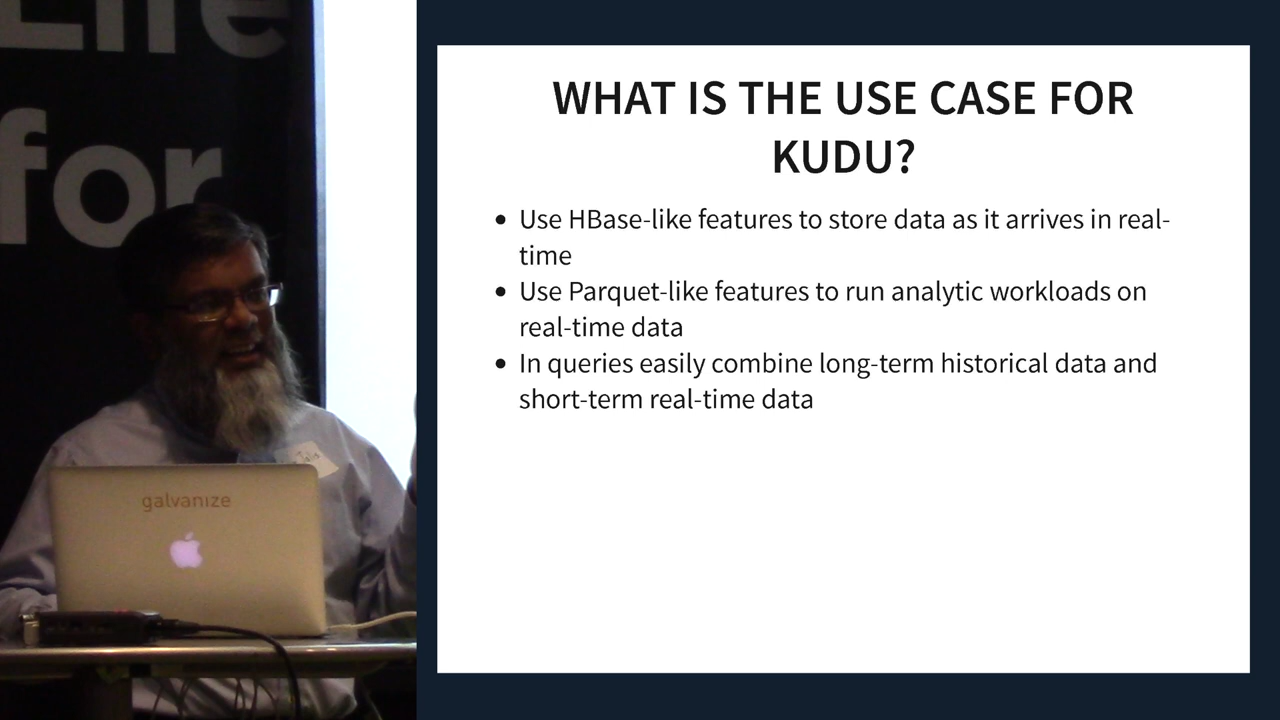 Life
for
galvanize
WHAT IS THE USE CASE FOR
KUDU?
• Use HBase-like features to store data as it arrives in real-
time
• Use Parquet-like features to run analytic workloads on
real-time data
• In queries easily combine long-term historical data and
short-term real-time data